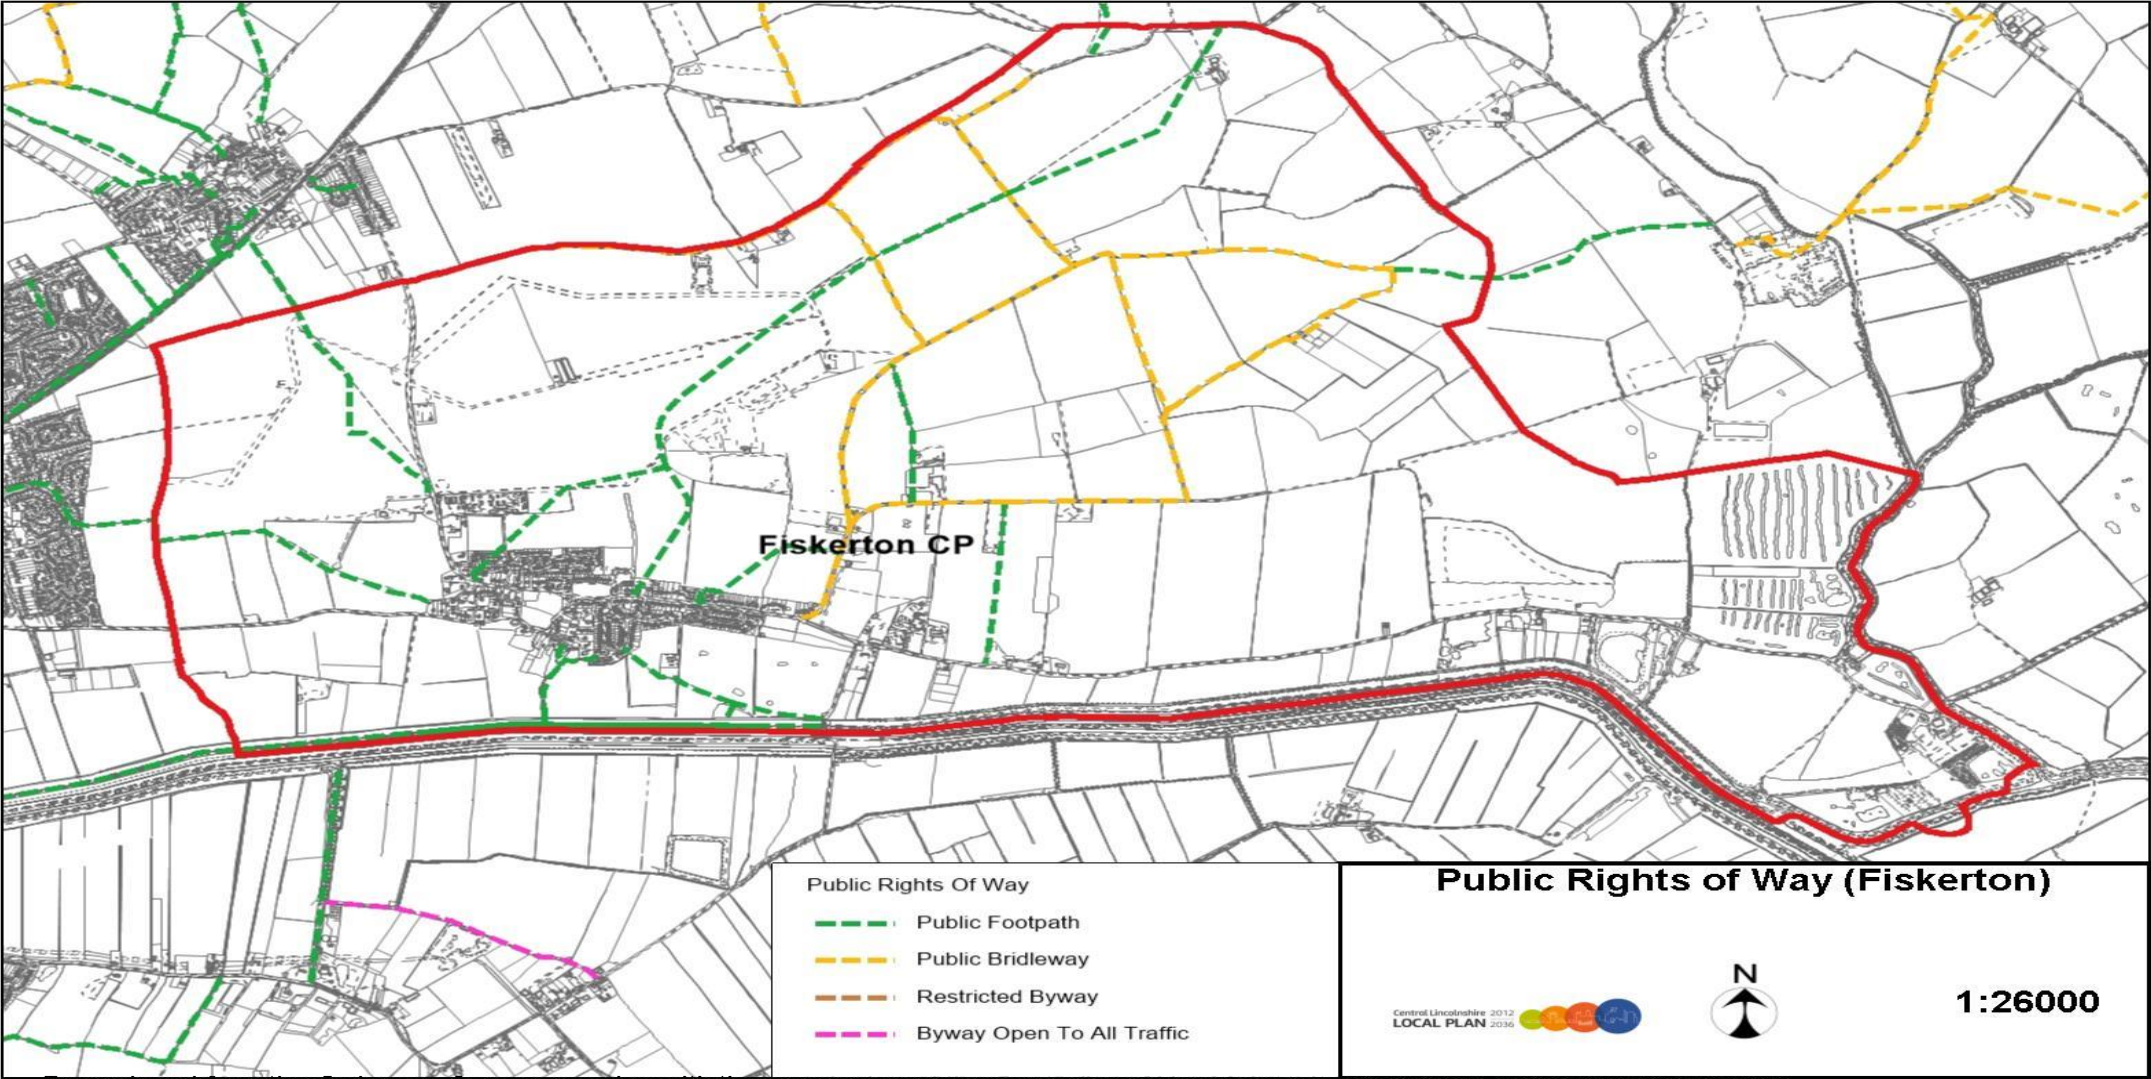 Fiskerton CP
Public Rights Of Way
Public Footpath
Public Bridleway
Restricted Byway
Byway Open To All Traffic
Public Rights of Way (Fiskerton)
Central Lincolnshire 2012
LOCAL PLAN 2036
N
1:26000